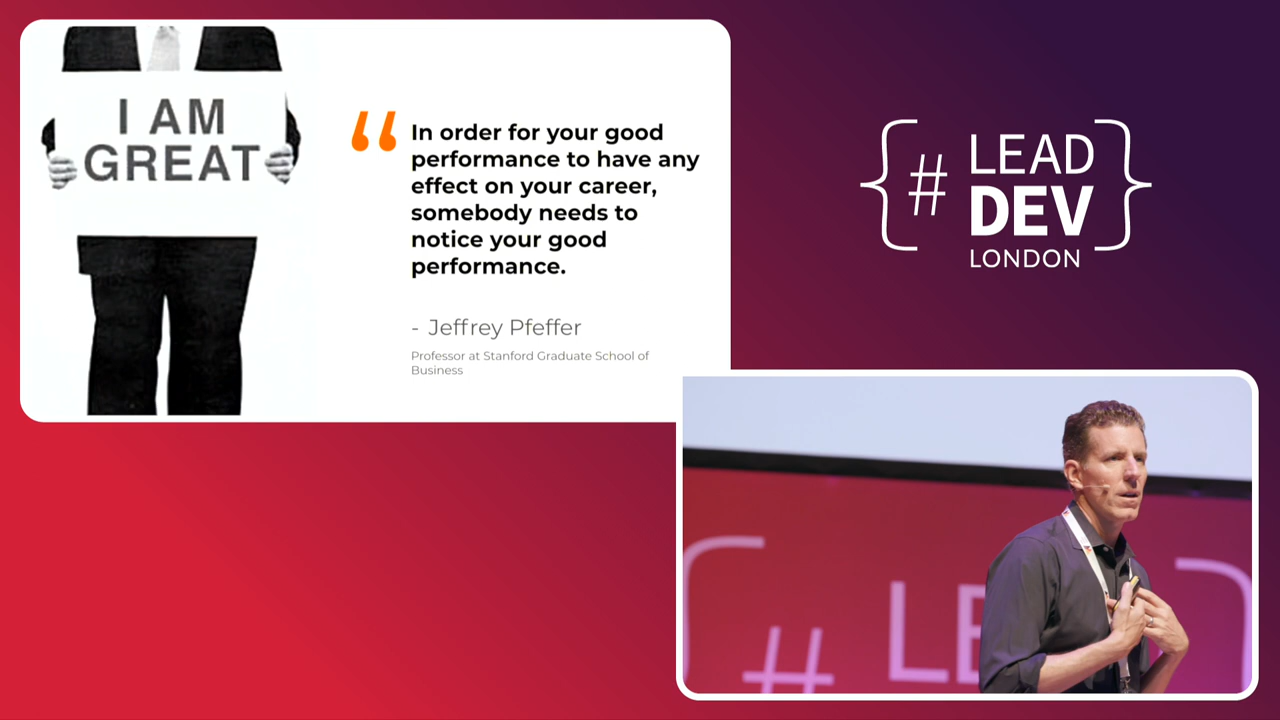 I AM
GREAT
“
In order for your good
performance to have any
effect on your career,
somebody needs to
notice your good
performance.
- Jeffrey Pfeffer
Professor at Stanford Graduate School of
Business
{# LEAD
DEV}
LONDON
# LE